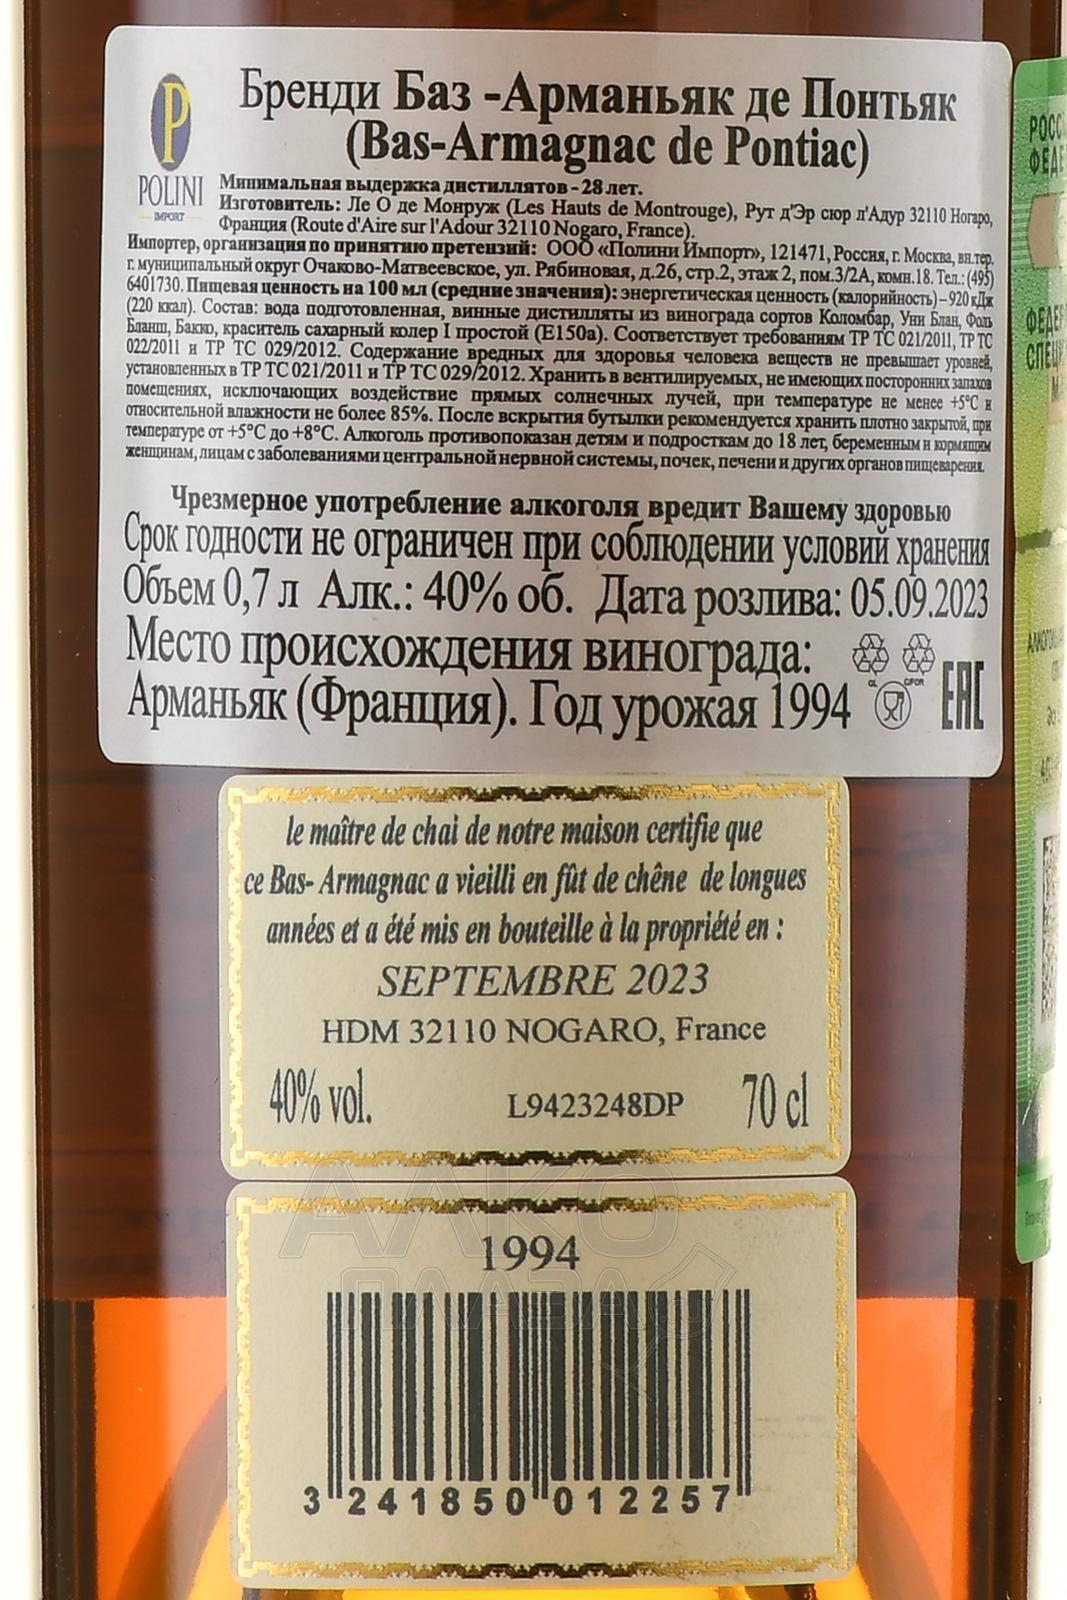 Бренди Баз -Арманьяк де Понтьяк
(Bas-Armagnac de Pontiac)
P
POLINI
IMPORT
Минимальная выдержка дистиллятов - 28 лет.
Изготовитель: Ле О де Монруж (Les Hauts de Montrouge), Рут д'Эр сюр л'Адур 32110 Ногаро,
Франция (Route d'Aire sur l'Adour 32110 Nogaro, France).
Импортер, организация по принятию претензий: ООО «Полини Импорт», 121471, Россия, г. Москва, вн.тер.
г. муниципальный округ Очаково-Матвеевское, ул. Рябиновая, д.26, стр.2, этаж 2, пом.3/2А, комн.18. Тел.: (495)
6401730. Пищевая ценность на 100 мл (средние значения): энергетическая ценность (калорийность) – 920 кДж
(220 ккал). Состав: вода подготовленная, винные дистилляты из винограда сортов Коломбар, Уни Блан, Фоль
Бланш, Бакко, краситель сахарный колер I простой (E150a). Соответствует требованиям ТР ТС 021/2011, ТР ТС
022/2011 и ТР ТС 029/2012. Содержание вредных для здоровья человека веществ не превышает уровней,
установленных в ТР ТС 021/2011 и ТР ТС 029/2012. Хранить в вентилируемых, не имеющих посторонних запахов
помещениях, исключающих воздействие прямых солнечных лучей, при температуре не менее +5°С и
относительной влажности не более 85%. После вскрытия бутылки рекомендуется хранить плотно закрытой, при
температуре от +5°С до +8°С. Алкоголь противопоказан детям и подросткам до 18 лет, беременным и кормящим
женщинам, лицам с заболеваниями центральной нервной системы, почек, печени и других органов пищеварения.
Чрезмерное употребление алкоголя вредит Вашему здоровью
Срок годности не ограничен при соблюдении условий хранения
Объем 0,7 л Алк.: 40% об. Дата розлива: 05.09.2023
Место происхождения винограда:
Арманьяк (Франция). Год урожая 1994
GL C/FOR
EAC
le maître de chai de notre maison certifie que
ce Bas- Armagnac a vieilli en fût de chêne de longues
années et a été mis en bouteille à la propriété en :
SEPTEMBRE 2023
HDM 32110 NOGARO, France
40% vol. L9423248DP 70 cl
АЛКО
ПЛАЗА
1994
3 241850 012257